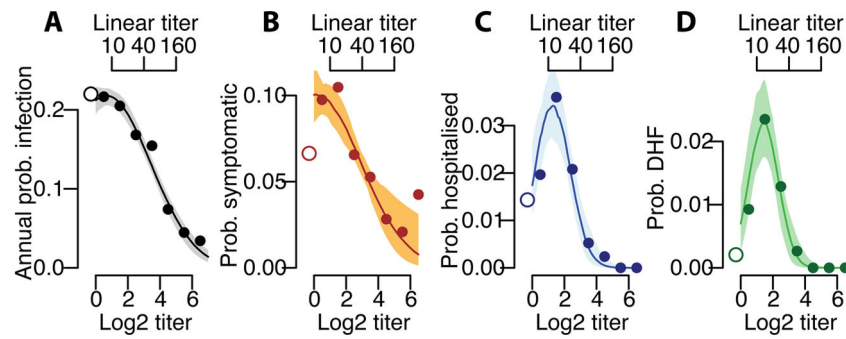 A
Linear titer
10 40 160
Annual prob. infection
0.2
0.1
0.0
0 2 4 6
Log2 titer
B
Linear titer
10 40 160
Prob. symptomatic
0.10
0.05
0.00
0 2 4 6
Log2 titer
C
Linear titer
10 40 160
Prob. hospitalised
0.03
0.02
0.01
0.00
0 2 4 6
Log2 titer
D
Linear titer
10 40 160
Prob. DHF
0.02
0.01
0.00
0 2 4 6
Log2 titer